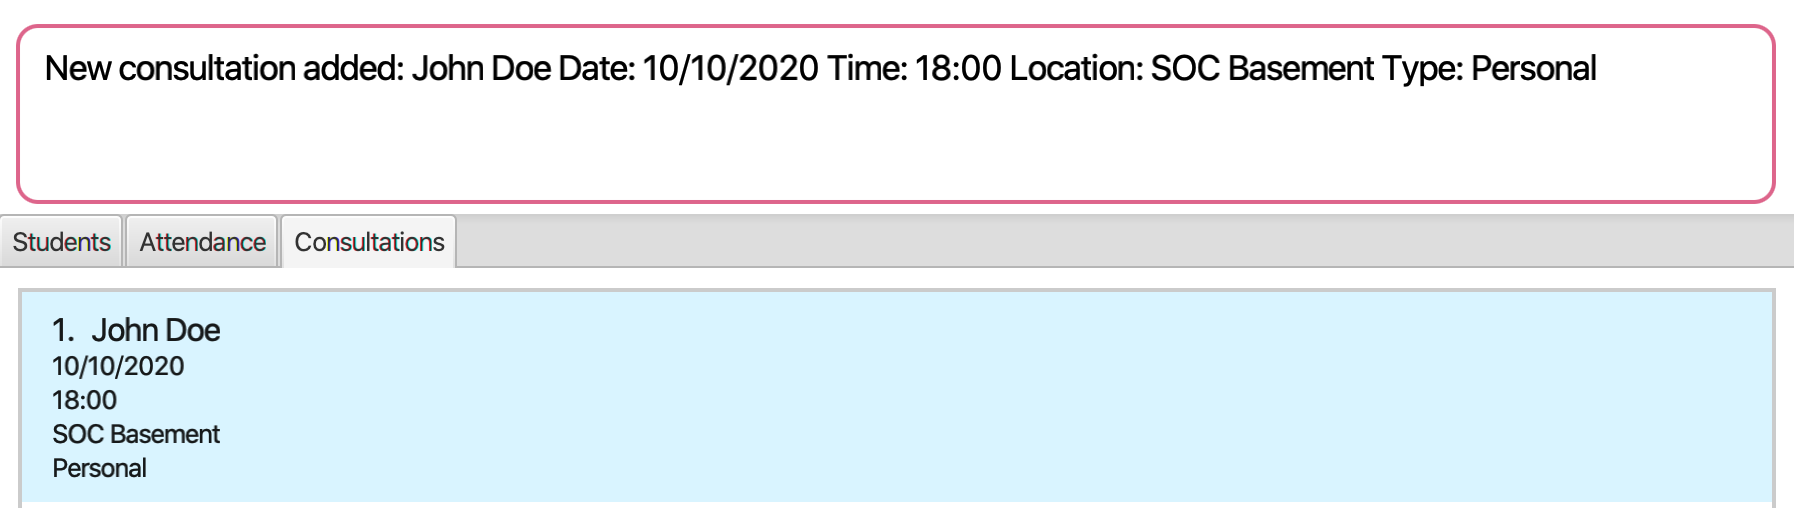 New consultation added: John Doe Date: 10/10/2020 Time: 18:00 Location: SOC Basement Type: Personal
Students Attendance Consultations
1. John Doe
10/10/2020
18:00
SOC Basement
Personal